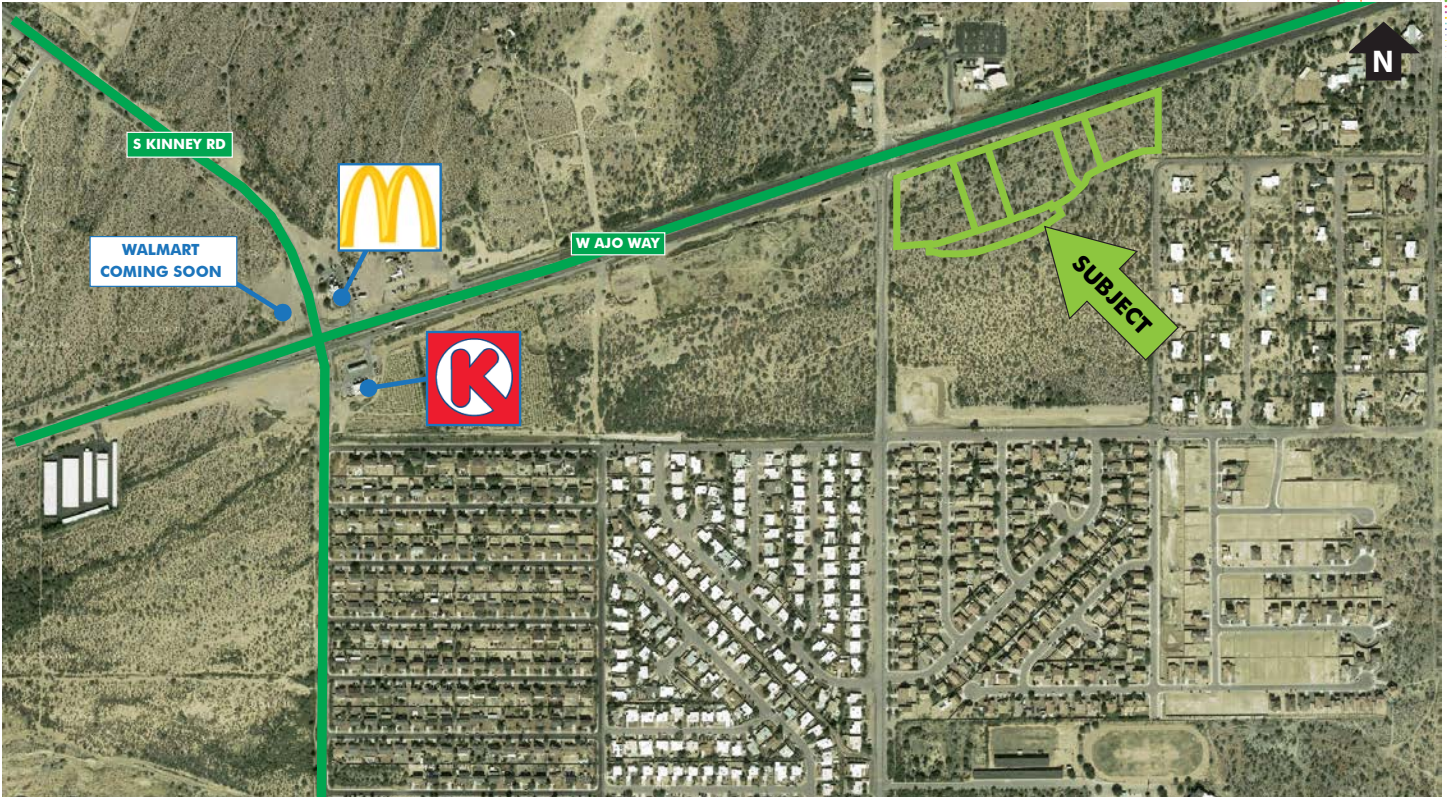 N
S KINNEY RD
WALMART
COMING SOON
W AJO WAY
SUBJECT
K